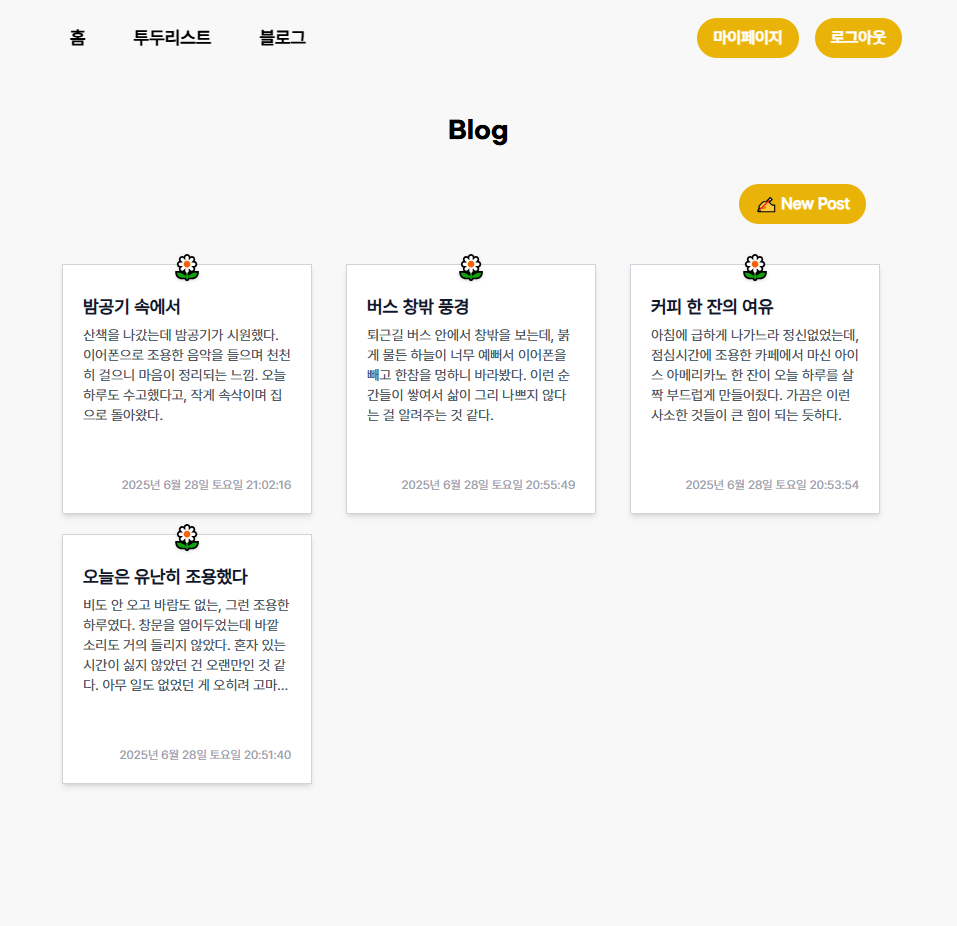 홈 투두리스트 블로그 마이페이지 로그아웃
Blog
New Post
밤공기 속에서
산책을 나갔는데 밤공기가 시원했다.
이어폰으로 조용한 음악을 들으며 천천
히 걸으니 마음이 정리되는 느낌. 오늘
하루도 수고했다고, 작게 속삭이며 집
으로 돌아왔다.
2025년 6월 28일 토요일 21:02:16
버스 창밖 풍경
퇴근길 버스 안에서 창밖을 보는데, 붉
게 물든 하늘이 너무 예뻐서 이어폰을
빼고 한참을 멍하니 바라봤다. 이런 순
간들이 쌓여서 삶이 그리 나쁘지 않다
는 걸 알려주는 것 같다.
2025년 6월 28일 토요일 20:55:49
커피 한 잔의 여유
아침에 급하게 나가느라 정신없었는데,
점심시간에 조용한 카페에서 마신 아이
스 아메리카노 한 잔이 오늘 하루를 살
짝 부드럽게 만들어줬다. 가끔은 이런
사소한 것들이 큰 힘이 되는 듯하다.
2025년 6월 28일 토요일 20:53:54
오늘은 유난히 조용했다
비도 안 오고 바람도 없는, 그런 조용한
하루였다. 창문을 열어두었는데 바깥
소리도 거의 들리지 않았다. 혼자 있는
시간이 싫지 않았던 건 오랜만인 것 같
다. 아무 일도 없었던 게 오히려 고마...
2025년 6월 28일 토요일 20:51:40